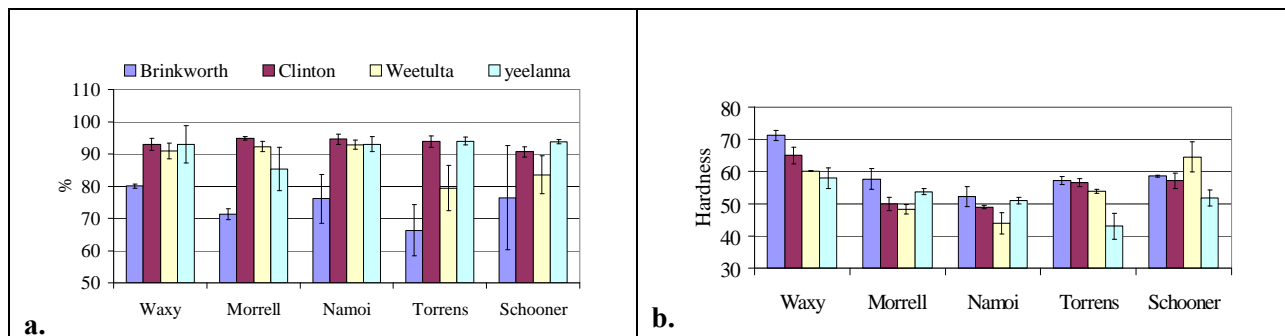 Brinkworth Clinton Weetulta yeelanna
110
100
90
80
70
60
50
%
Waxy Morrell Namoi Torrens Schooner
a.
80
70
60
50
40
30
Hardness
Waxy Morrell Namoi Torrens Schooner
b.